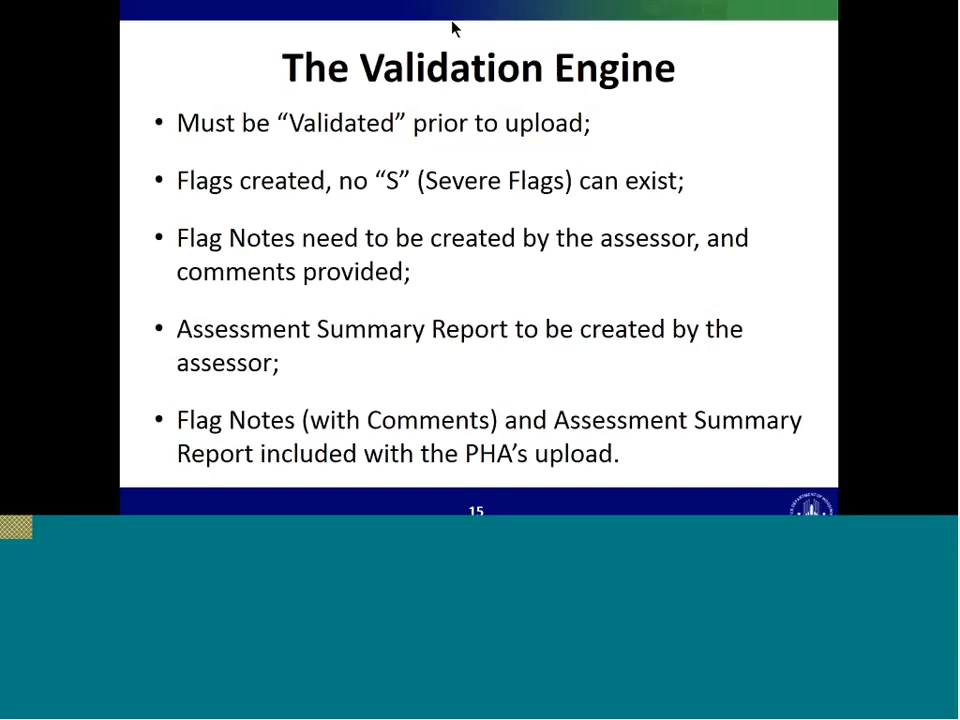 The Validation Engine
• Must be “Validated” prior to upload;
• Flags created, no “S” (Severe Flags) can exist;
• Flag Notes need to be created by the assessor, and
comments provided;
• Assessment Summary Report to be created by the
assessor;
• Flag Notes (with Comments) and Assessment Summary
Report included with the PHA’s upload.
15